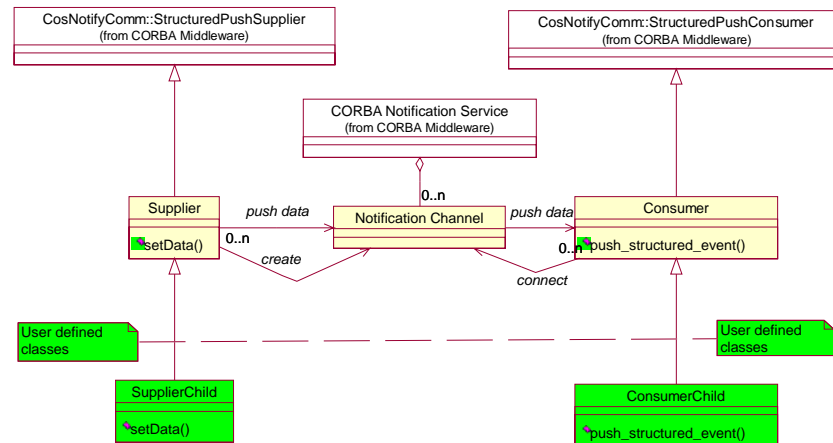 CosNotifyComm::StructuredPushSupplier
(from CORBA Middleware)
CosNotifyComm::StructuredPushConsumer
(from CORBA Middleware)
CORBA Notification Service
(from CORBA Middleware)
0..n
Supplier
setData()
push data
0..n
create
Notification Channel
push data
0..n
connect
Consumer
push_structured_event()
User defined
classes
User defined
classes
SupplierChild
setData()
ConsumerChild
push_structured_event()